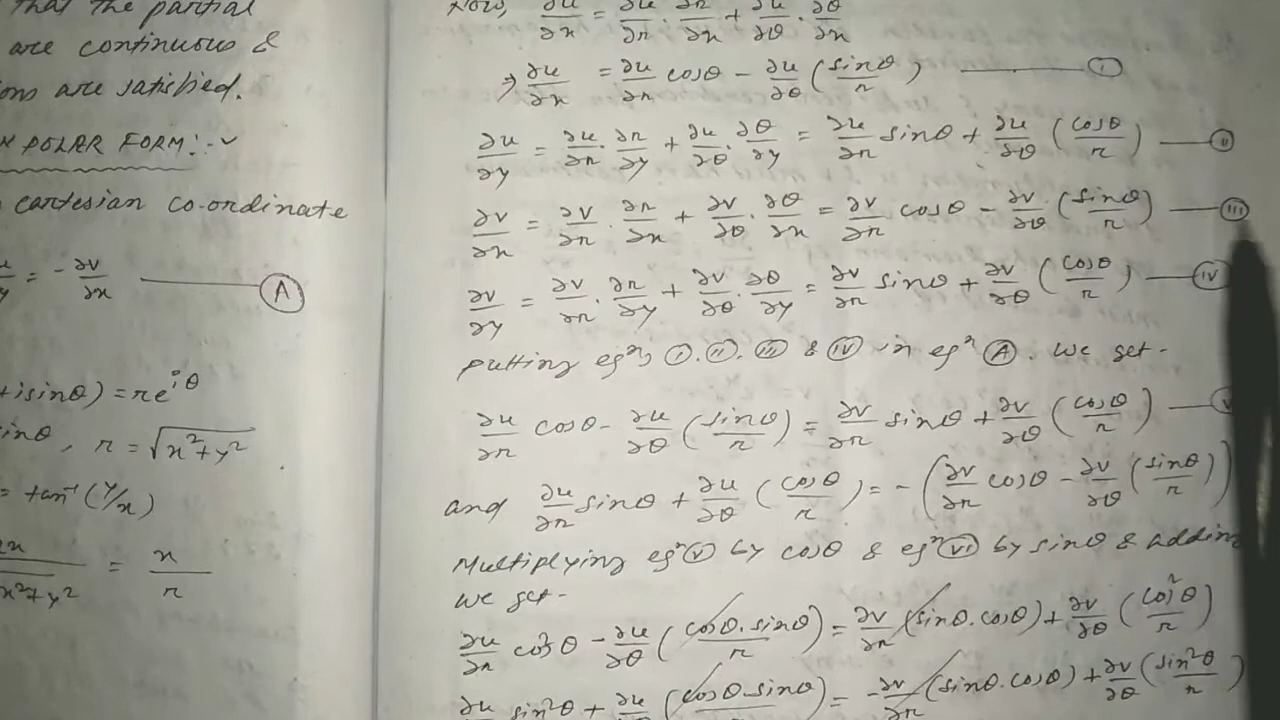 that the partial
are continuous &
ons are satisfied.
POLAR FORM:-
cartesian co-ordinate
= -∂v/∂x —— (A)
+isinθ) = re^iθ
inθ, r = √x²+y²
= tan⁻¹(y/x)
/√x²+y² = x/r
Now, ∂u/∂x = ∂u/∂r · ∂r/∂x + ∂u/∂θ · ∂θ/∂x
⇒ ∂u/∂x = ∂u/∂r cosθ - ∂u/∂θ (sinθ/r) —— (I)
∂u/∂y = ∂u/∂r · ∂r/∂y + ∂u/∂θ · ∂θ/∂y = ∂u/∂r sinθ + ∂u/∂θ (cosθ/r) —— (II)
∂v/∂x = ∂v/∂r · ∂r/∂x + ∂v/∂θ · ∂θ/∂x = ∂v/∂r cosθ - ∂v/∂θ (sinθ/r) —— (III)
∂v/∂y = ∂v/∂r · ∂r/∂y + ∂v/∂θ · ∂θ/∂y = ∂v/∂r sinθ + ∂v/∂θ (cosθ/r) —— (IV)
putting eqⁿs (I), (II), (III) & (IV) in eqⁿ (A). we get-
∂u/∂r cosθ - ∂u/∂θ (sinθ/r) = ∂v/∂r sinθ + ∂v/∂θ (cosθ/r) ——
and ∂u/∂r sinθ + ∂u/∂θ (cosθ/r) = -(∂v/∂r cosθ - ∂v/∂θ (sinθ/r))
Multiplying eqⁿ (V) by cosθ & eqⁿ (VI) by sinθ & adding
we get-
∂u/∂r cos²θ - ∂u/∂θ (cosθ.sinθ/r) = ∂v/∂r (sinθ.cosθ) + ∂v/∂θ (cos²θ/r)
∂u/∂r sin²θ + ∂u/∂θ (cosθ.sinθ/r) = -∂v/∂r (sinθ.cosθ) + ∂v/∂θ (sin²θ/r)